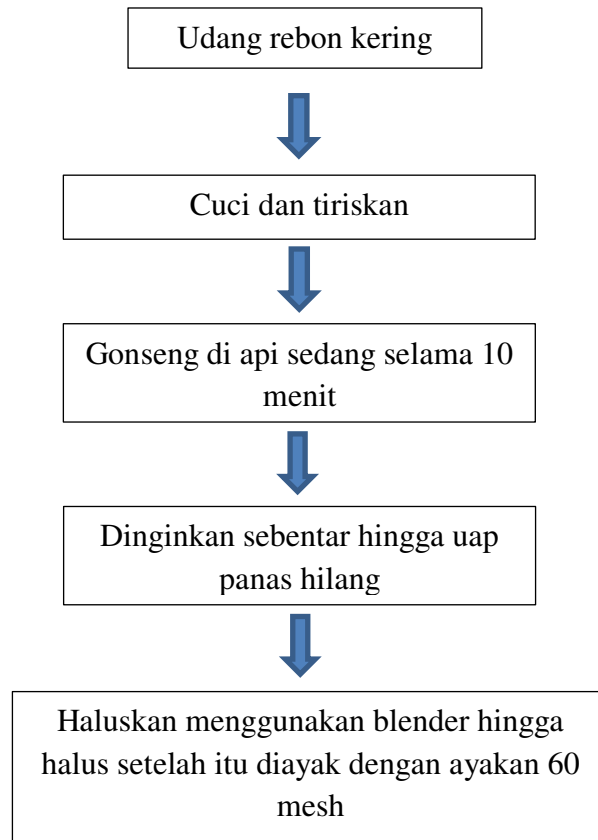 Udang rebon kering
Cuci dan tiriskan
Gonseng di api sedang selama 10
menit
Dinginkan sebentar hingga uap
panas hilang
Haluskan menggunakan blender hingga
halus setelah itu diayak dengan ayakan 60
mesh